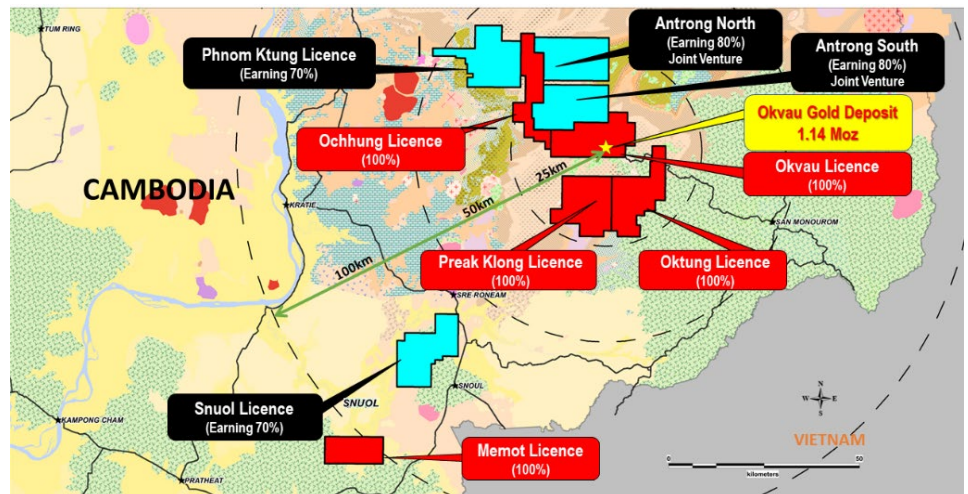 TUM RING
Phnom Ktung Licence
(Earning 70%)
Antrong North
(Earning 80%)
Joint Venture
Antrong South
(Earning 80%)
Joint Venture
Okvau Gold Deposit
1.14 Moz
Ochhung Licence
(100%)
Okvau Licence
(100%)
CAMBODIA
KRATIE
25km
50km
100km
SAN MONOUROM
Preak Klong Licence
(100%)
Oktung Licence
(100%)
SRE RONEAM
SNOUL
Snuol Licence
(Earning 70%)
SNUOL
KAMPONG CHAM
Memot Licence
(100%)
PRATHEAT
N
W E
S
VIETNAM
0 50
kilometers